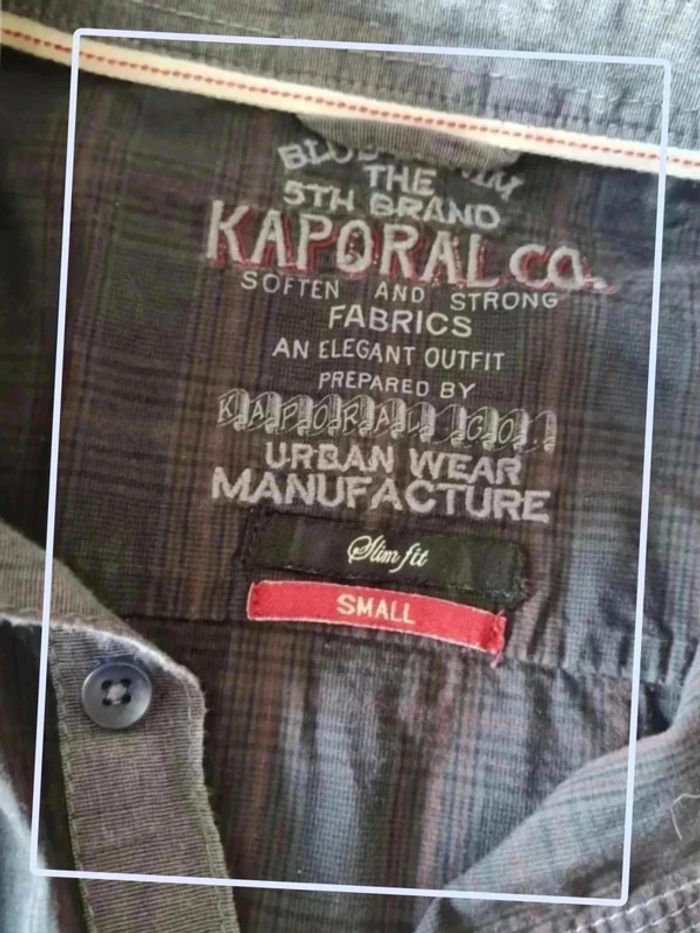 THE
5TH BRAND
KAPORAL CO.
SOFTEN AND STRONG
FABRICS
AN ELEGANT OUTFIT
PREPARED BY
KAPORAL CO.
URBAN WEAR
MANUFACTURE
Slim fit
SMALL